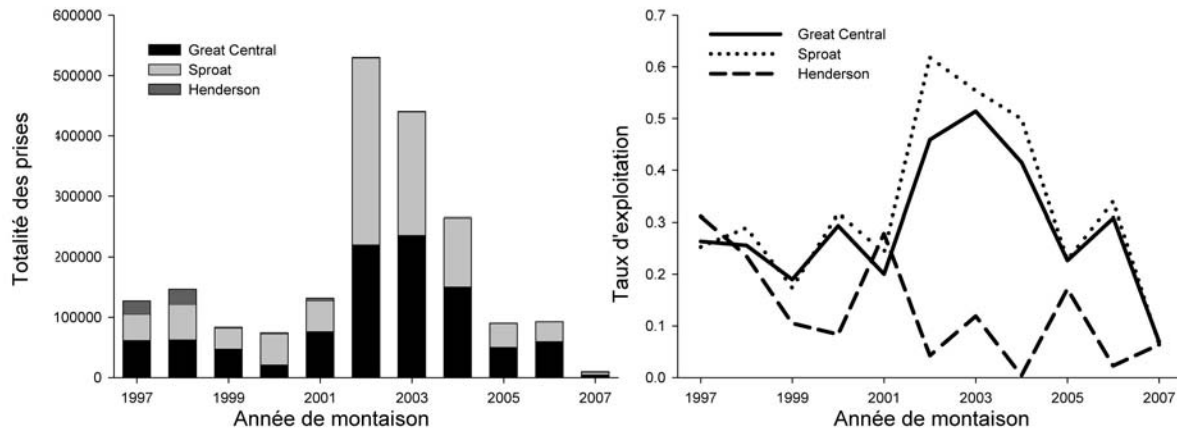 600000
500000
400000
300000
200000
100000
0
Totalité des prises
Great Central
Sproat
Henderson
1997
1999
2001
2003
2005
2007
Année de montaison
0.7
0.6
0.5
0.4
0.3
0.2
0.1
0.0
Taux d'exploitation
Great Central
Sproat
Henderson
1997
1999
2001
2003
2005
2007
Année de montaison